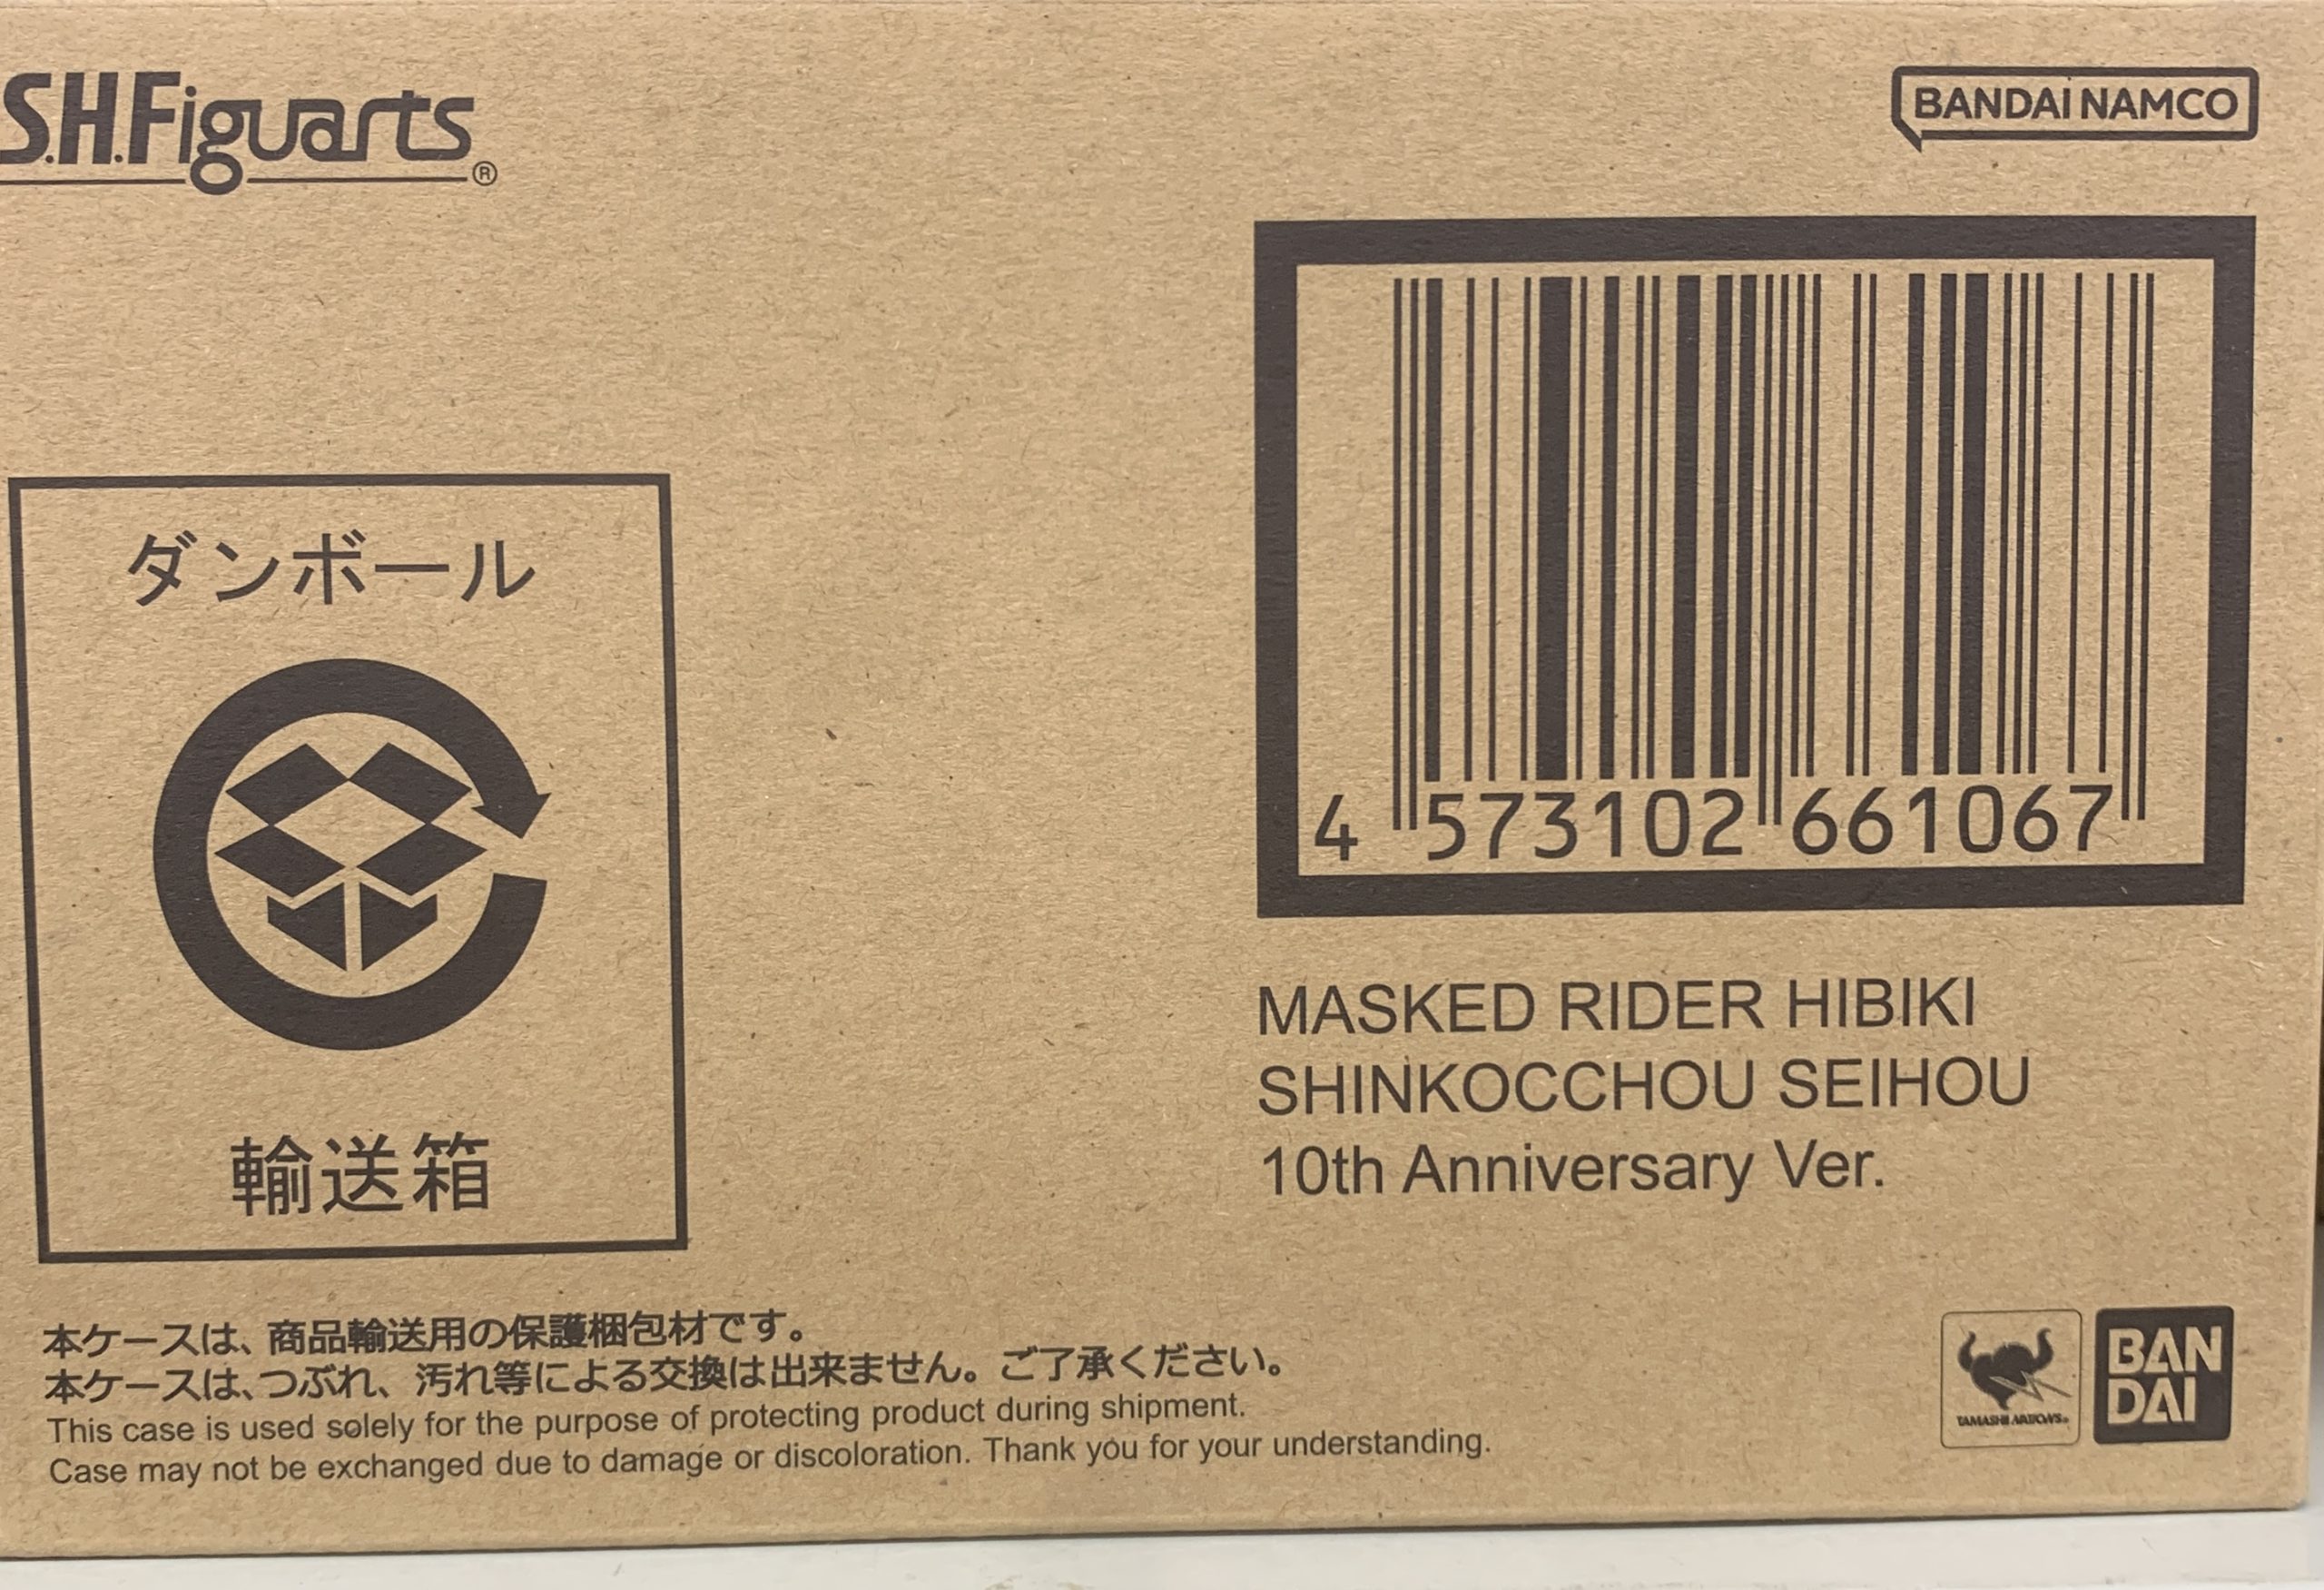 S.H.Figuarts®
BANDAI NAMCO
ダンボール
輸送箱
4 573102 661067
MASKED RIDER HIBIKI
SHINKOCCHOU SEIHOU
10th Anniversary Ver.
本ケースは、商品輸送用の保護梱包材です。
本ケースは、つぶれ、汚れ等による交換は出来ません。ご了承ください。
This case is used solely for the purpose of protecting product during shipment.
Case may not be exchanged due to damage or discoloration. Thank you for your understanding.
TAMASHII NATIONS®
BAN
DAI